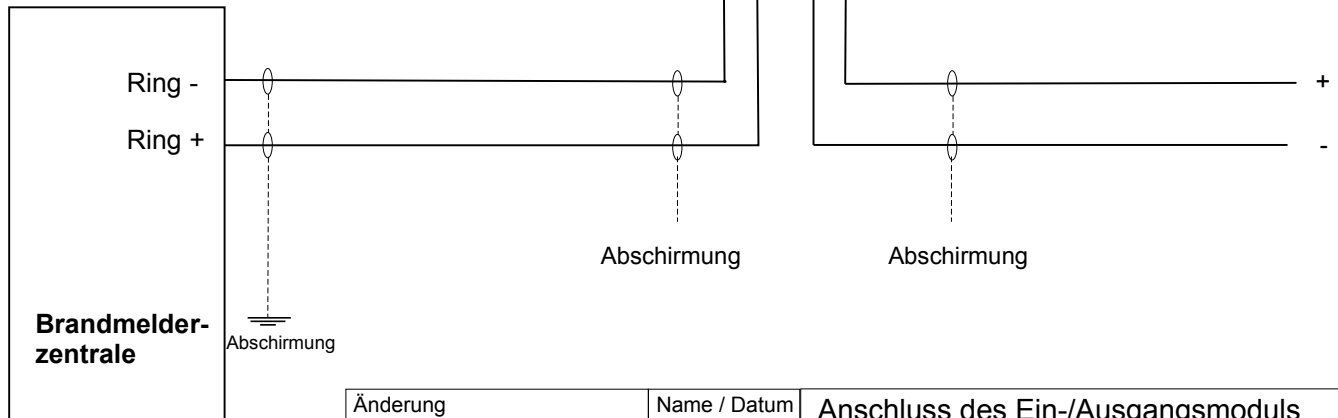 Ring -
+
Ring +
-
Abschirmung
Abschirmung
Brandmelder-
zentrale
Abschirmung
Änderung
Name / Datum
Anschluss des Ein-/Ausgangsmoduls